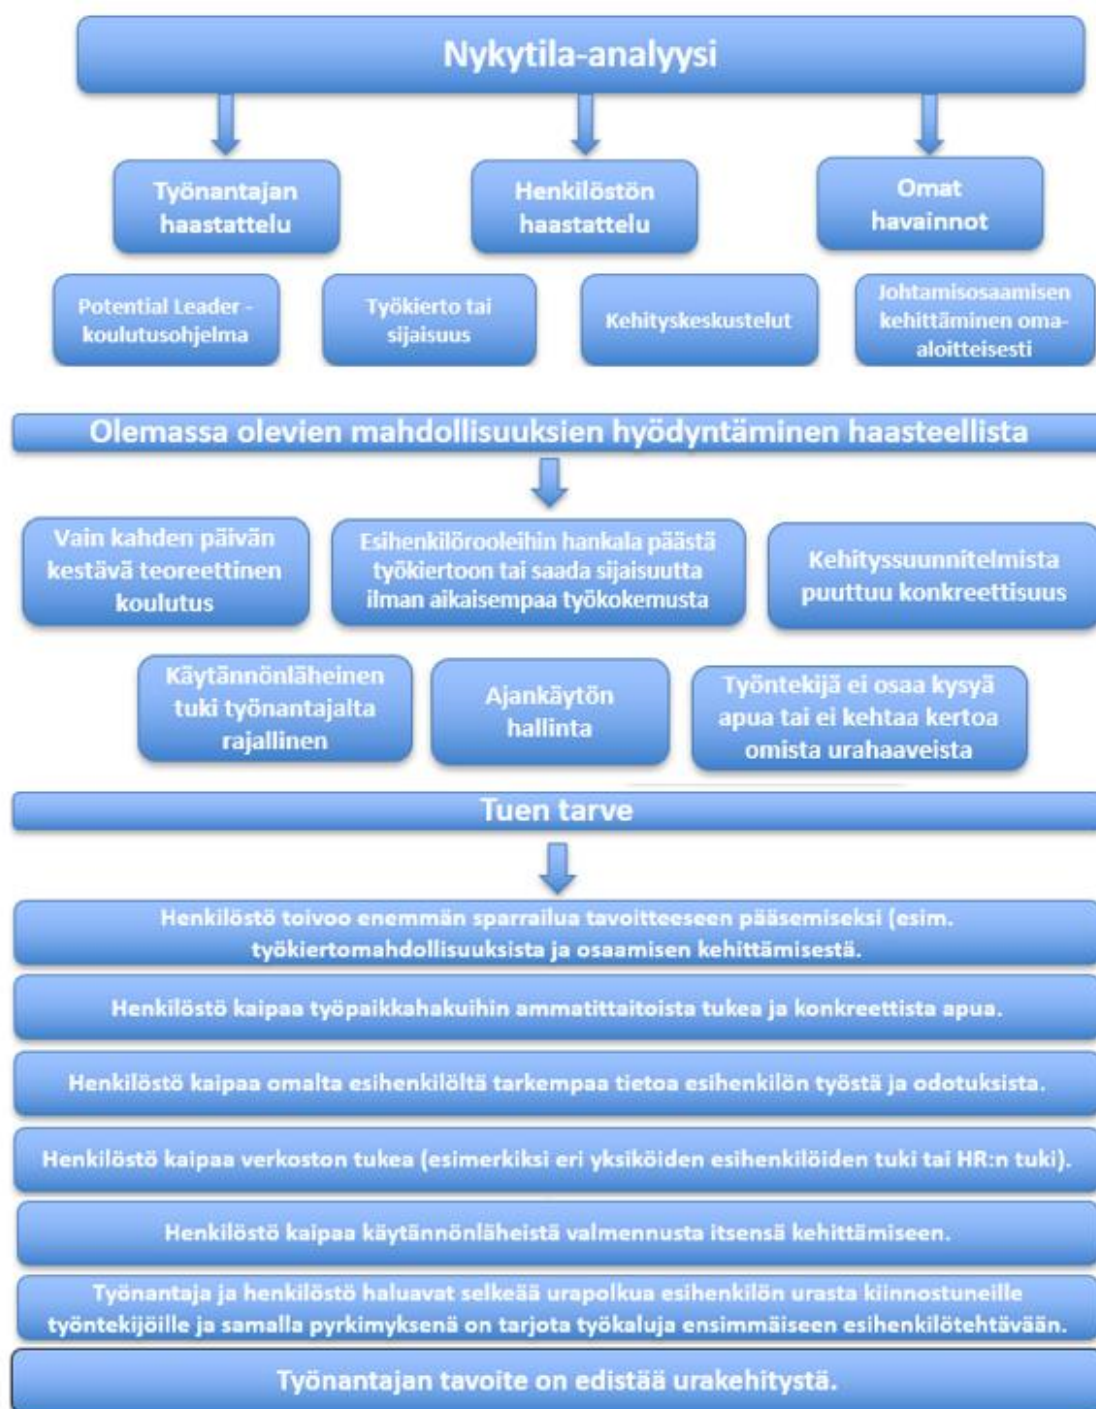 Nykytila-analyysi
Työnantajan
haastattelu
Henkilöstön
haastattelu
Omat
havainnot
Potential Leader -
koulutusohjelma
Työkierto tai
sijaisuus
Kehityskeskustelut
Johtamisosaamisen
kehittäminen oma-
aloitteisesti
Olemassa olevien mahdollisuuksien hyödyntäminen haasteellista
Vain kahden päivän
kestävä teoreettinen
koulutus
Esihenkilörooleihin hankala päästä
työkiertoon tai saada sijaisuutta
ilman aikaisempaa työkokemusta
Kehityssuunnitelmista
puuttuu konkreettisuus
Käytännönläheinen
tuki työnantajalta
rajallinen
Ajankäytön
hallinta
Työntekijä ei osaa kysyä
apua tai ei kehtaa kertoa
omista urahaaveista
Tuen tarve
Henkilöstö toivoo enemmän sparrailua tavoitteeseen pääsemiseksi (esim.
työkiertomahdollisuuksista ja osaamisen kehittämisestä.
Henkilöstö kaipaa työpaikkahakuihin ammatittaitoista tukea ja konkreettista apua.
Henkilöstö kaipaa omalta esihenkilöltä tarkempaa tietoa esihenkilön työstä ja odotuksista.
Henkilöstö kaipaa verkoston tukea (esimerkiksi eri yksiköiden esihenkilöiden tuki tai HR:n tuki).
Henkilöstö kaipaa käytännönläheistä valmennusta itsensä kehittämiseen.
Työnantaja ja henkilöstö haluavat selkeää urapolkua esihenkilön urasta kiinnostuneille
työntekijöille ja samalla pyrkimyksenä on tarjota työkaluja ensimmäiseen esihenkilötehtävään.
Työnantajan tavoite on edistää urakehitystä.